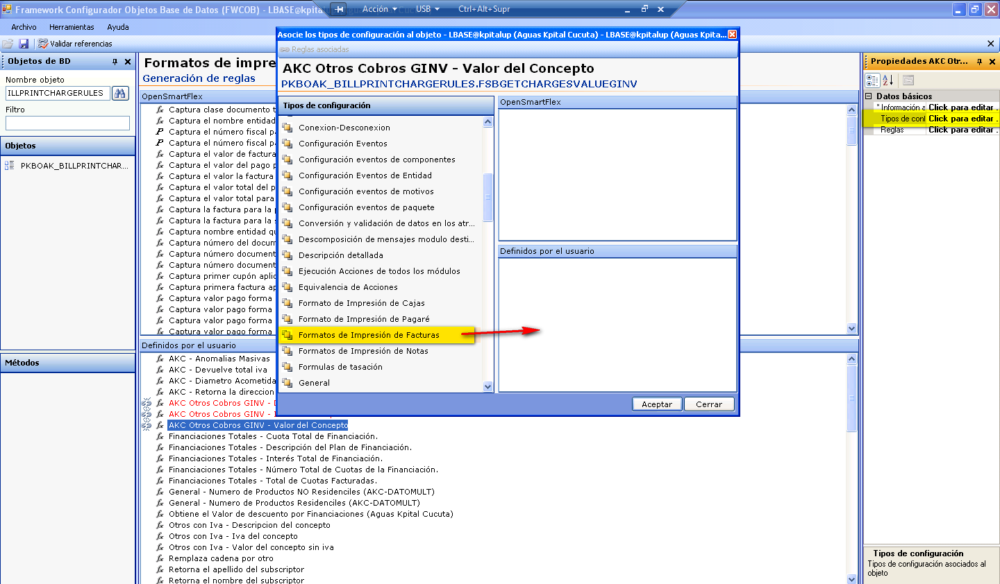 Framework Configurador Objetos Base de Datos (FWCOB) - LBASE@kpita
Acción USB Ctrl+Alt+Supr
Archivo Herramientas Ayuda
Validar referencias
Objetos de BD
Nombre objeto
ILLPRINTCHARGERULES
Filtro
Objetos
PKBOAK_BILLPRINTCHAR...
Métodos
Formatos de impre
Generación de reglas
OpenSmartFlex
Captura clase documento t
Captura el nombre entidad
Captura el número fiscal p
Captura el número fiscal p
Captura el valor de factura
Captura el valor del pago p
Captura el valor la factura
Captura el valor total del p
Captura el valor total para
Captura la factura para la
Captura la factura para la s
Captura nombre entidad qu
Captura número del docum
Captura número document
Captura número document
Captura primer cupón aplic
Captura primera factura ap
Captura valor pago forma
Captura valor pago forma
Captura valor pago forma
Captura valor pago forma
Definidos por el usuario
AKC - Anomalias Masivas
AKC - Devuelve total iva
AKC - Diametro Acometida
AKC - Retorna la direccion
AKC Otros Cobros GINV -
AKC Otros Cobros GINV -
AKC Otros Cobros GINV - Valor del Concepto
Financiaciones Totales - Cuota Total de Financiación.
Financiaciones Totales - Descripción del Plan de Financiación.
Financiaciones Totales - Interés Total de Financiación.
Financiaciones Totales - Número Total de Cuotas de la Financiación.
Financiaciones Totales - Total de Cuotas Facturadas.
General - Numero de Productos NO Residenciles (AKC-DATOMULT)
General - Numero de Productos Residenciles (AKC-DATOMULT)
Obtiene el Valor de descuento por Financiaciones (Aguas Kpital Cucuta)
Otros con Iva - Descripcion del concepto
Otros con Iva - Iva del concepto
Otros con Iva - Valor del concepto sin iva
Remplaza cadena por otro
Retorna el apellido del subscriptor
Retorna el nombre del subscriptor
Asocie los tipos de configuración al objeto - LBASE@kpitalup (Aguas Kpital Cucuta) - LBASE@kpitalup (Aguas Kpita...
Reglas asociadas
AKC Otros Cobros GINV - Valor del Concepto
PKBOAK_BILLPRINTCHARGERULES.FSBGETCHARGESVALUEGINV
Tipos de configuración
Conexion-Desconexion
Configuración Eventos
Configuración eventos de componentes
Configuración Eventos de Entidad
Configuración eventos de motivos
Configuración eventos de paquete
Conversión y validación de datos en los atr...
Descomposición de mensajes modulo desti...
Descripción detallada
Ejecución Acciones de todos los módulos
Equivalencia de Acciones
Formato de Impresión de Cajas
Formato de Impresión de Pagaré
Formatos de Impresión de Facturas
Formatos de Impresión de Notas
Formulas de tasación
General
OpenSmartFlex
Definidos por el usuario
Aceptar Cerrar
Propiedades AKC Otr...
Datos básicos
* Información a Click para editar .
Tipos de conf Click para editar .
Reglas Click para editar .
Tipos de configuración
Tipos de configuración asociados al
objeto